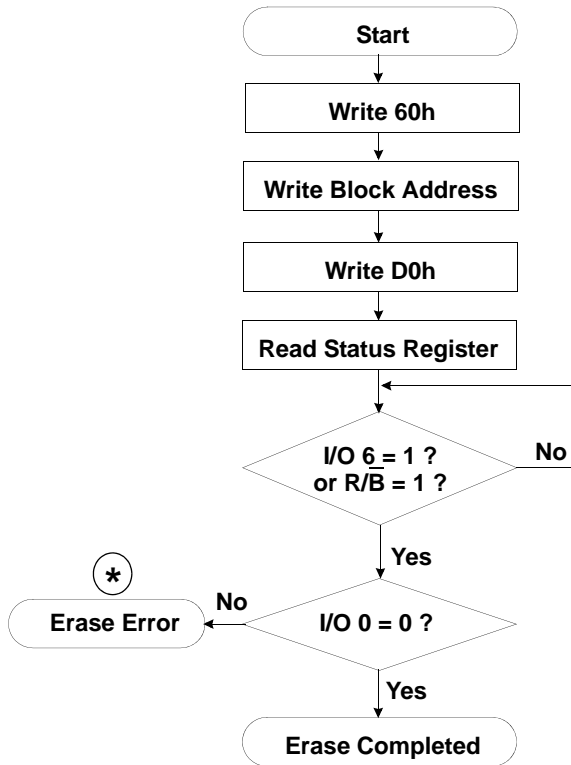 Start
Write 60h
Write Block Address
Write D0h
Read Status Register
I/O 6 = 1 ?
or R/B̅ = 1 ?
No
Yes
*
No
Erase Error
I/O 0 = 0 ?
Yes
Erase Completed